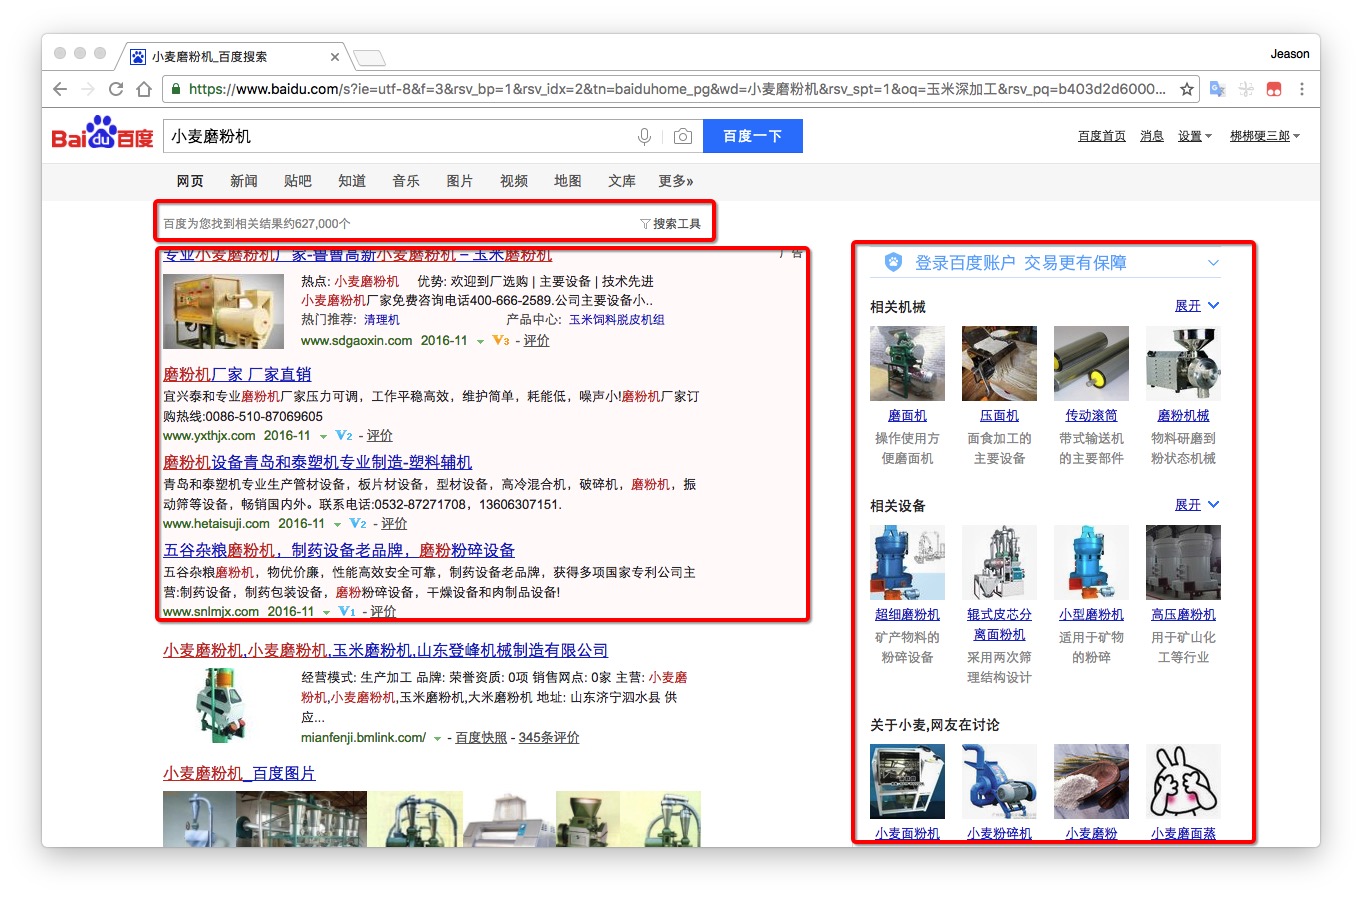 小麦磨粉机_百度搜索
Jeason
https://www.baidu.com/s?ie=utf-8&f=3&rsv_bp=1&rsv_idx=2&tn=baiduhome_pg&wd=小麦磨粉机&rsv_spt=1&oq=玉米深加工&rsv_pq=b403d2d6000...
Bai du 百度
小麦磨粉机
百度一下
百度首页 消息 设置 梆梆硬三郎
网页 新闻 贴吧 知道 音乐 图片 视频 地图 文库 更多»
百度为您找到相关结果约627,000个
搜索工具
专业小麦磨粉机厂家-鲁曹高新小麦磨粉机 – 玉米磨粉机
广告
热点: 小麦磨粉机 优势: 欢迎到厂选购 | 主要设备 | 技术先进
小麦磨粉机厂家免费咨询电话400-666-2589.公司主要设备小..
热门推荐: 清理机 产品中心: 玉米饲料脱皮机组
www.sdgaoxin.com 2016-11 V3 - 评价
磨粉机厂家 厂家直销
宜兴泰和专业磨粉机厂家压力可调，工作平稳高效，维护简单，耗能低，噪声小!磨粉机厂家订
购热线:0086-510-87069605
www.yxthjx.com 2016-11 V2 - 评价
磨粉机设备青岛和泰塑机专业制造-塑料辅机
青岛和泰塑机专业生产管材设备，板片材设备，型材设备，高冷混合机，破碎机，磨粉机，振
动筛等设备，畅销国内外。联系电话:0532-87271708，13606307151.
www.hetaisuji.com 2016-11 V2 - 评价
五谷杂粮磨粉机，制药设备老品牌，磨粉粉碎设备
五谷杂粮磨粉机，物优价廉，性能高效安全可靠，制药设备老品牌，获得多项国家专利公司主
营:制药设备，制药包装设备，磨粉粉碎设备，干燥设备和肉制品设备!
www.snlmjx.com 2016-11 V1 - 评价
小麦磨粉机,小麦磨粉机,玉米磨粉机,山东登峰机械制造有限公司
经营模式: 生产加工 品牌: 荣誉资质: 0项 销售网点: 0家 主营: 小麦磨
粉机,小麦磨粉机,玉米磨粉机,大米磨粉机 地址: 山东济宁泗水县 供
应...
mianfenji.bmlink.com/ - 百度快照 - 345条评价
小麦磨粉机_百度图片
登录百度账户 交易更有保障
相关机械 展开
磨面机 压面机 传动滚筒 磨粉机械
操作使用方 面食加工的 带式输送机 物料研磨到
便磨面机 主要设备 的主要部件 粉状态机械
相关设备 展开
超细磨粉机 辊式皮芯分 小型磨粉机 高压磨粉机
矿产物料的 离面粉机 适用于矿物 用于矿山化
粉碎设备 采用两次筛 的粉碎 工等行业
理结构设计
关于小麦,网友在讨论
小麦面粉机 小麦粉碎机 小麦磨粉 小麦磨面蒸